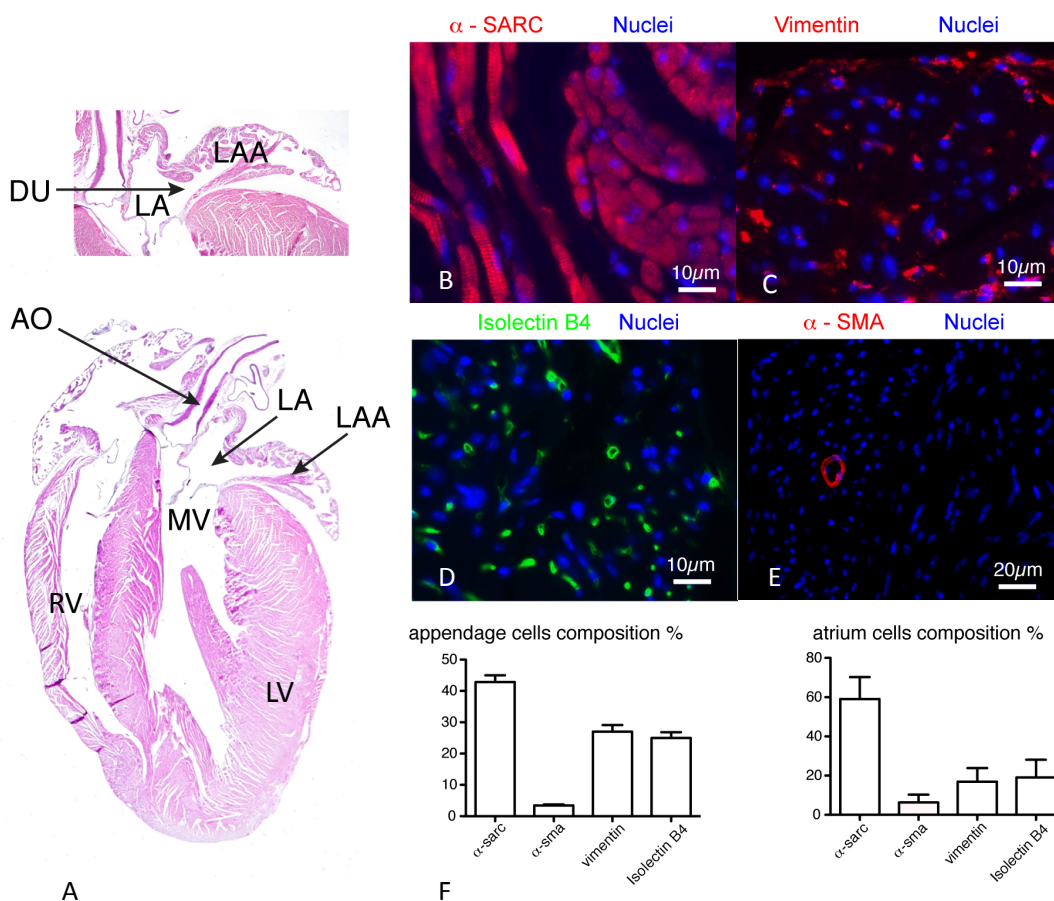 DU
LAA
LA
AO
LA
LAA
MV
RV
LV
A
α - SARC Nuclei
10µm
B
Vimentin Nuclei
10µm
C
Isolectin B4 Nuclei
10µm
D
α - SMA Nuclei
20µm
E
appendage cells composition %
50
40
30
20
10
0
α-sarc
α-sma
vimentin
Isolectin B4
atrium cells composition %
80
60
40
20
0
α-sarc
α-sma
vimentin
Isolectin B4
F